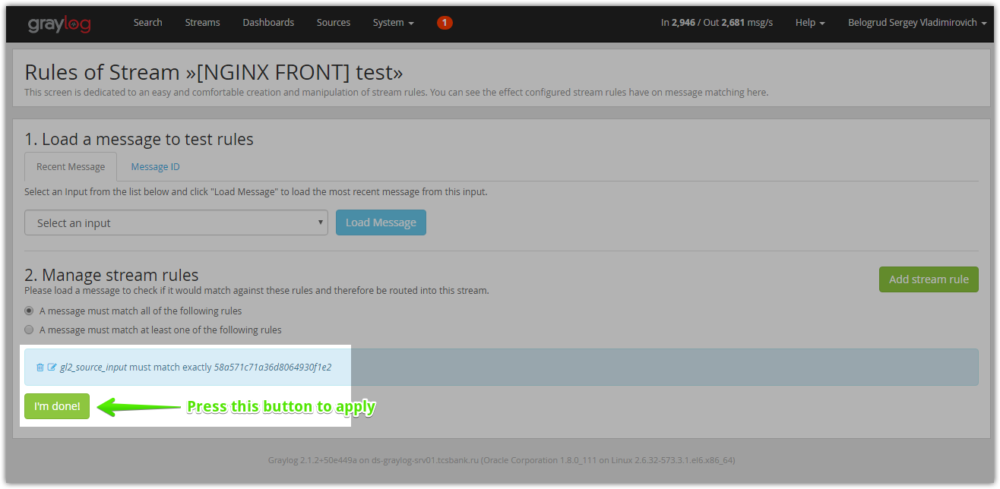 graylog Search Streams Dashboards Sources System 1 In 2,946 / Out 2,681 msg/s Help Belogrud Sergey Vladimirovich
Rules of Stream »[NGINX FRONT] test»
This screen is dedicated to an easy and comfortable creation and manipulation of stream rules. You can see the effect configured stream rules have on message matching here.
1. Load a message to test rules
Recent Message Message ID
Select an Input from the list below and click "Load Message" to load the most recent message from this input.
Select an input Load Message
2. Manage stream rules
Add stream rule
Please load a message to check if it would match against these rules and therefore be routed into this stream.
A message must match all of the following rules
A message must match at least one of the following rules
gl2_source_input must match exactly 58a571c71a36d8064930f1e2
I'm done! Press this button to apply
Graylog 2.1.2+50e449a on ds-graylog-srv01.tcsbank.ru (Oracle Corporation 1.8.0_111 on Linux 2.6.32-573.3.1.el6.x86_64)